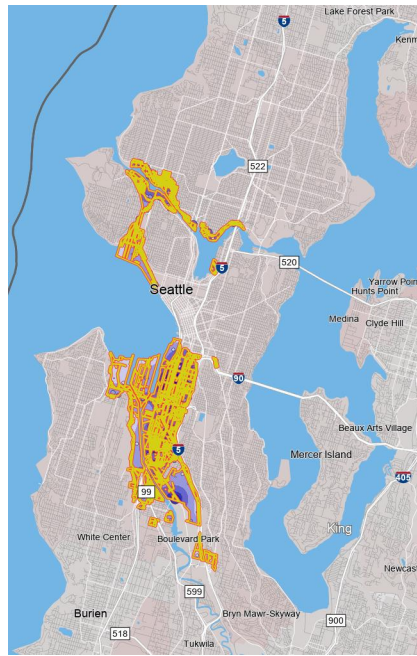 Lake Forest Park
5
Kenm
522
Seattle
5
520
Yarrow Poin
Hunts Point
Medina
Clyde Hill
90
Beaux Arts Village
Mercer Island
5
405
99
King
White Center
Boulevard Park
Newcast
599
Burien
Bryn Mawr-Skyway
900
518
Tukwila